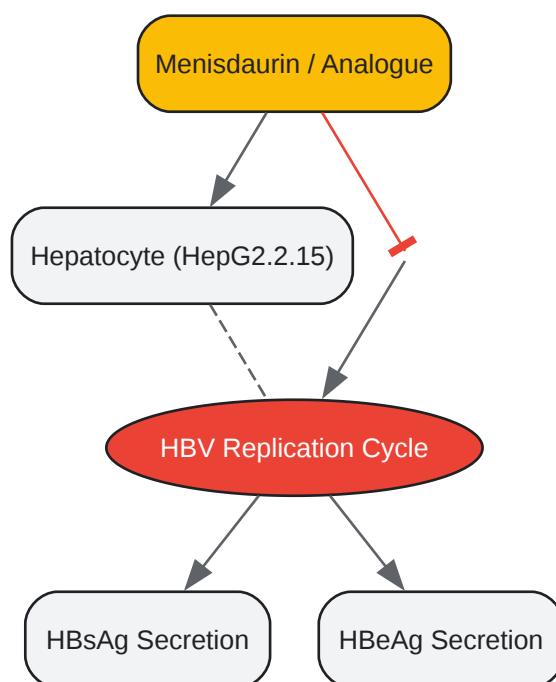 Menisdaurin / Analogue
Hepatocyte (HepG2.2.15)
HBV Replication Cycle
HBsAg Secretion
HBeAg Secretion